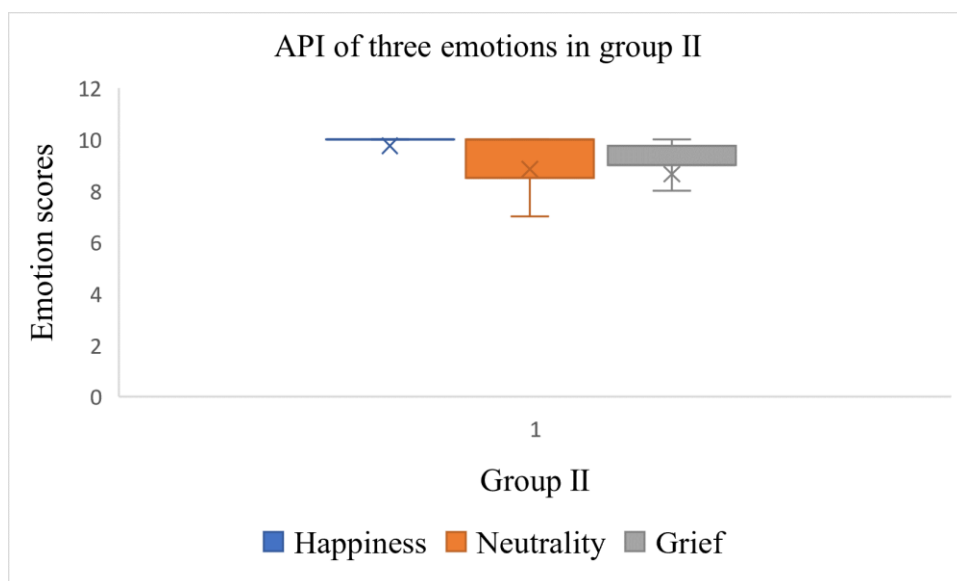 API of three emotions in group II
12
10
8
6
4
2
0
Emotion scores
1
Group II
Happiness Neutrality Grief